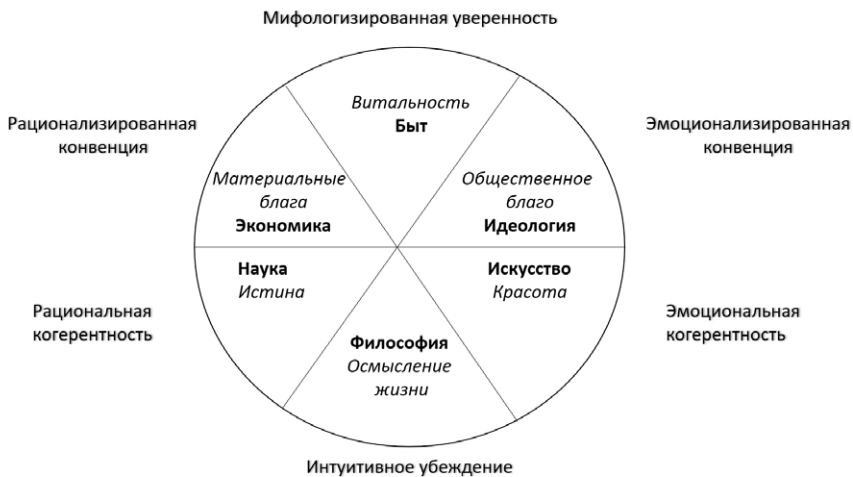 Мифологизированная уверенность
Витальность
Быт
Рационализированная
конвенция
Эмоционализированная
конвенция
Материальные
блага
Экономика
Общественное
благо
Идеология
Наука
Истина
Искусство
Красота
Рациональная
когерентность
Эмоциональная
когерентность
Философия
Осмысление
жизни
Интуитивное убеждение